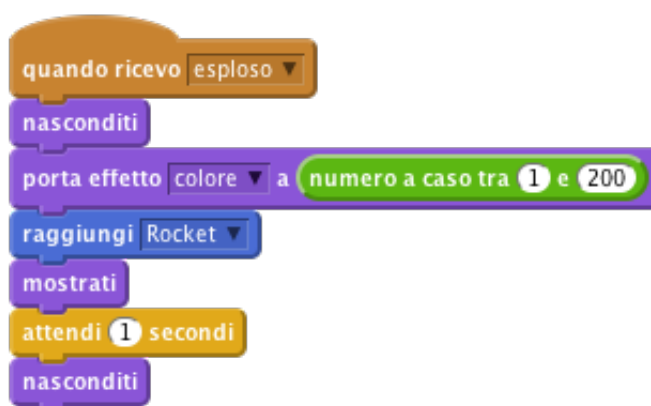 quando ricevo esploso
nasconditi
porta effetto colore a numero a caso tra 1 e 200
raggiungi Rocket
mostrati
attendi 1 secondi
nasconditi